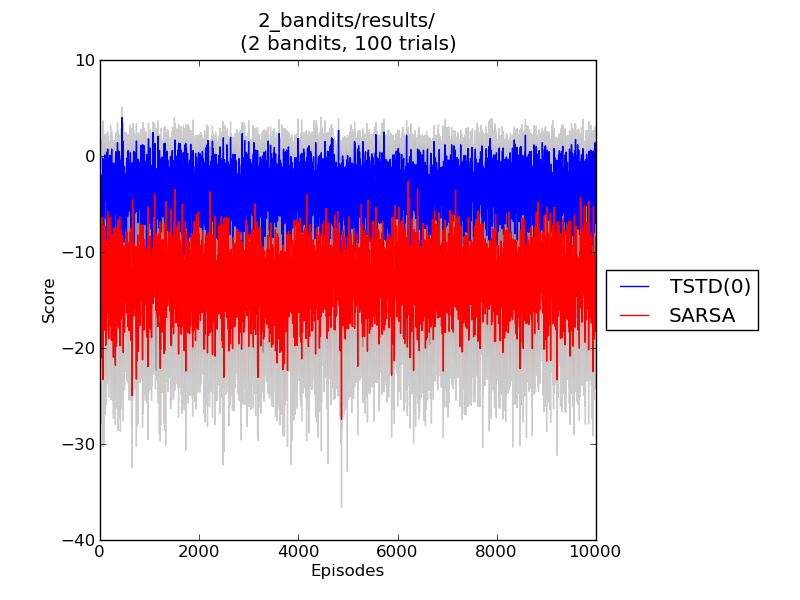 2_bandits/results/
(2 bandits, 100 trials)
10
0
−10
−20
−30
−40
Score
0
2000
4000
6000
8000
10000
Episodes
TSTD(0)
SARSA